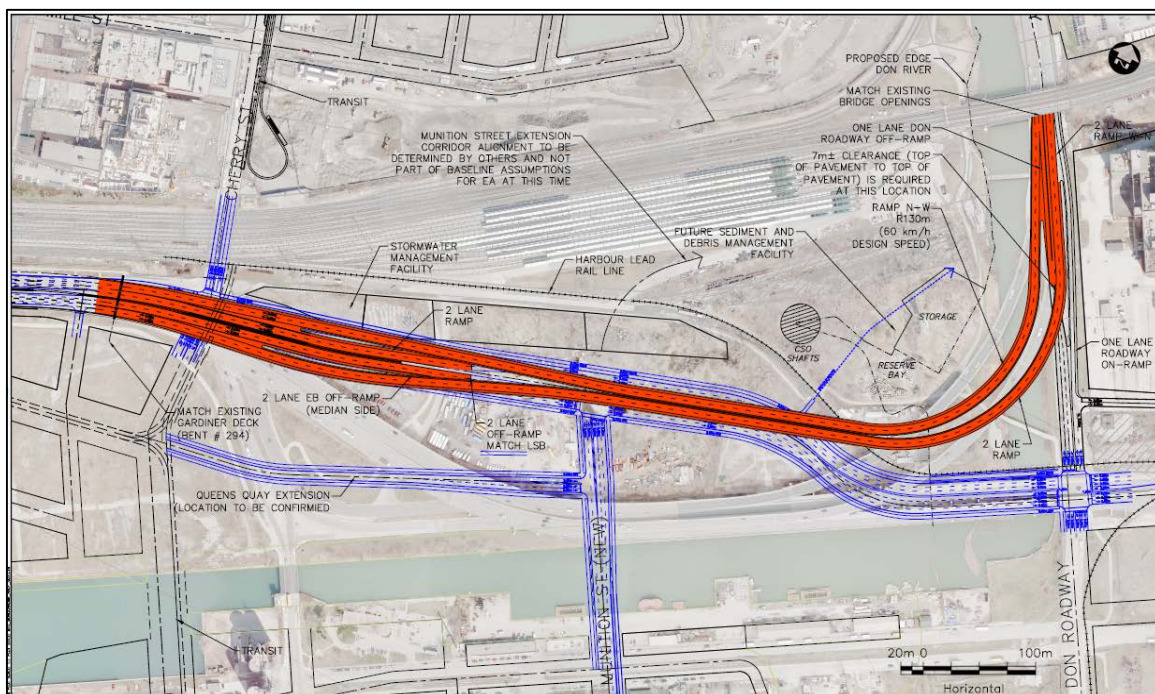 MILL ST
TRANSIT
CHERRY ST
MUNITION STREET EXTENSION
CORRIDOR ALIGNMENT TO BE
DETERMINED BY OTHERS AND NOT
PART OF BASELINE ASSUMPTIONS
FOR EA AT THIS TIME
PROPOSED EDGE
DON RIVER
MATCH EXISTING
BRIDGE OPENINGS
ONE LANE DON
ROADWAY OFF-RAMP
7m± CLEARANCE (TOP
OF PAVEMENT TO TOP OF
PAVEMENT) IS REQUIRED
AT THIS LOCATION
RAMP N-W
R130m
(60 km/h
DESIGN SPEED)
2 LANE
RAMP W-N
STORMWATER
MANAGEMENT
FACILITY
HARBOUR LEAD
RAIL LINE
FUTURE SEDIMENT AND
DEBRIS MANAGEMENT
FACILITY
2 LANE
RAMP
CSO
SHAFTS
STORAGE
RESERVE
BAY
ONE LANE
ROADWAY
ON-RAMP
2 LANE EB OFF-RAMP
(MEDIAN SIDE)
MATCH EXISTING
GARDINER DECK
(BENT # 294)
2 LANE
OFF-RAMP
MATCH LSB
2 LANE
RAMP
QUEENS QUAY EXTENSION
(LOCATION TO BE CONFIRMED
MUNITION ST (NEW)
DON ROADWAY
TRANSIT
20m 0 100m
Horizontal